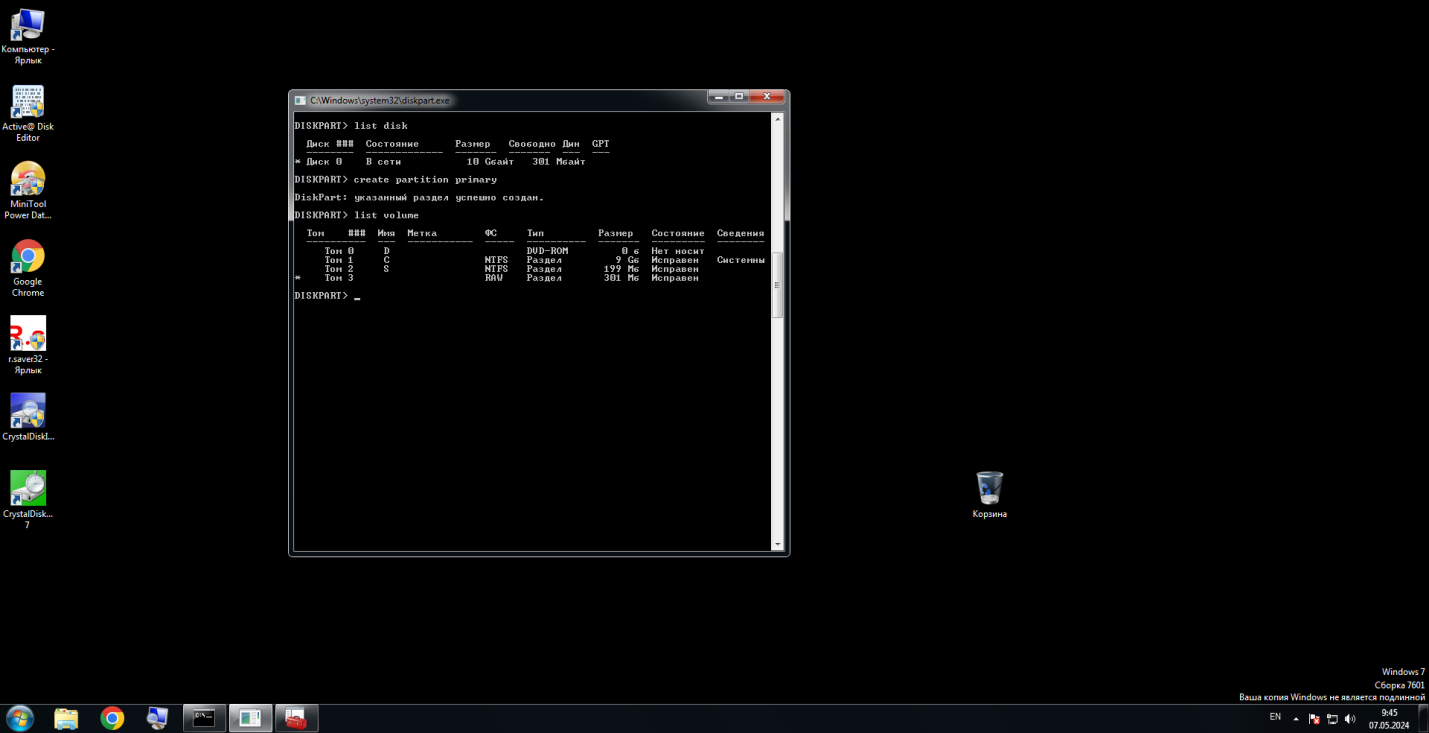 Компьютер -
Ярлык
Active@ Disk
Editor
MiniTool
Power Dat...
Google
Chrome
R.s
r.saver32 -
Ярлык
CrystalDiskI...
CrystalDisk...
7
C:\Windows\system32\diskpart.exe
DISKPART> list disk
Диск ### Состояние Размер Свободно Дин GPT
-------- ------------- ------- ------- --- ---
* Диск 0 В сети 10 Gбайт 301 Mбайт
DISKPART> create partition primary
DiskPart: указанный раздел успешно создан.
DISKPART> list volume
Том ### Имя Метка ФС Тип Размер Состояние Сведения
---------- --- ----------- ----- ---------- ------- --------- --------
Том 0 D DVD-ROM 0 б Нет носит
Том 1 C NTFS Раздел 9 Gб Исправен Системны
Том 2 S NTFS Раздел 199 Mб Исправен
* Том 3 RAW Раздел 301 Mб Исправен
DISKPART> _
Корзина
Windows 7
Сборка 7601
Ваша копия Windows не является подлинной
C:\_
EN
9:45
07.05.2024